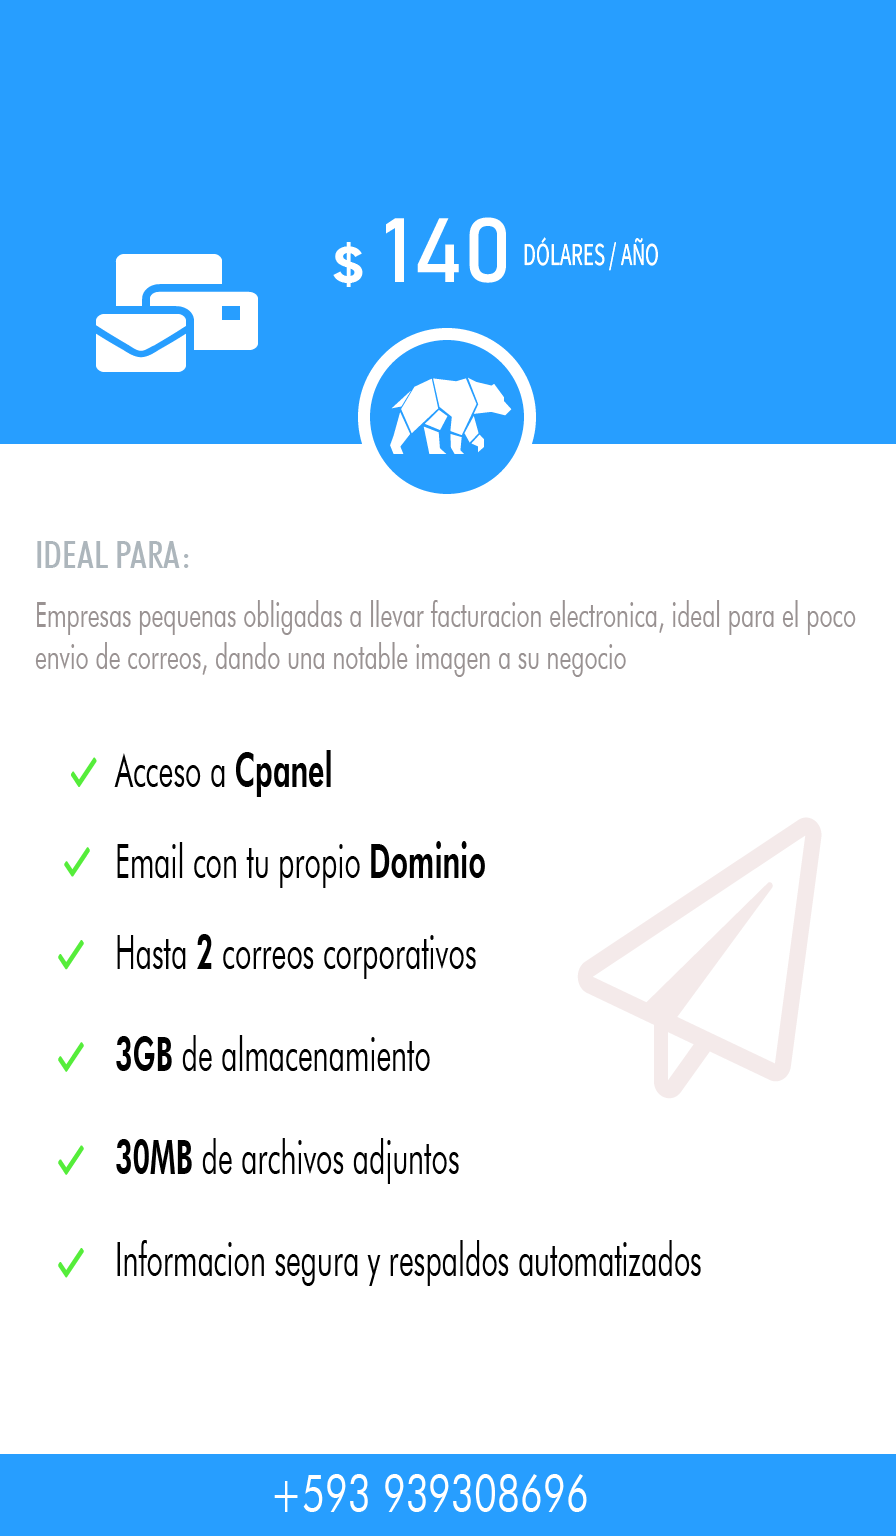 $ 140 DÓLARES / AÑO
IDEAL PARA:
Empresas pequenas obligadas a llevar facturacion electronica, ideal para el poco
envio de correos, dando una notable imagen a su negocio
Acceso a Cpanel
Email con tu propio Dominio
Hasta 2 correos corporativos
3GB de almacenamiento
30MB de archivos adjuntos
Informacion segura y respaldos automatizados
+593 939308696